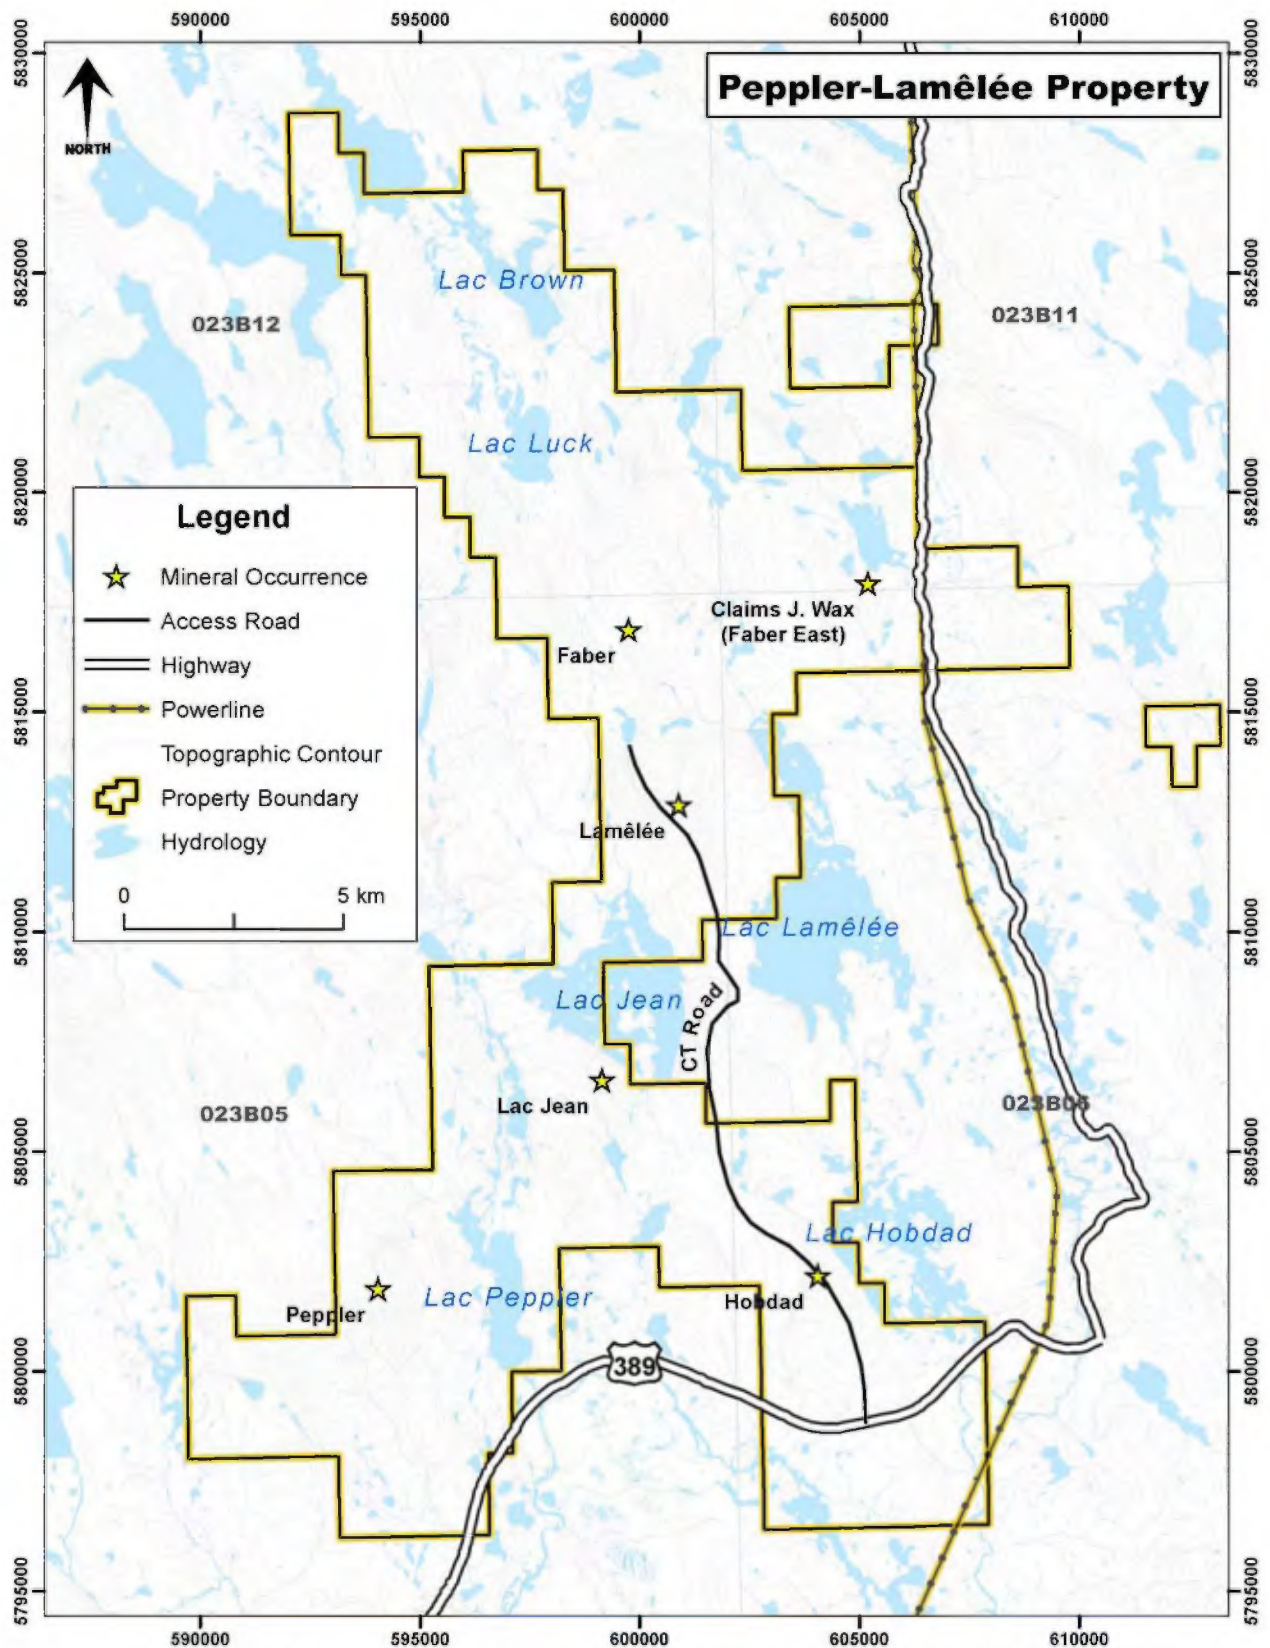 590000 595000 600000 605000 610000
5830000
5830000
Peppler-Lamêlée Property
NORTH
Lac Brown
5825000
5825000
023B12
023B11
Lac Luck
5820000
5820000
Legend
Mineral Occurrence
Access Road
Highway
Powerline
Topographic Contour
Property Boundary
Hydrology
0 5 km
Claims J. Wax
(Faber East)
Faber
5815000
5815000
Lamêlée
5810000
5810000
Lac Lamêlée
Lac Jean
CT Road
Lac Jean
023B05
023B06
5805000
5805000
Lac Hobdad
Lac Peppler
Hobdad
Peppler
389
5800000
5800000
5795000
5795000
590000 595000 600000 605000 610000